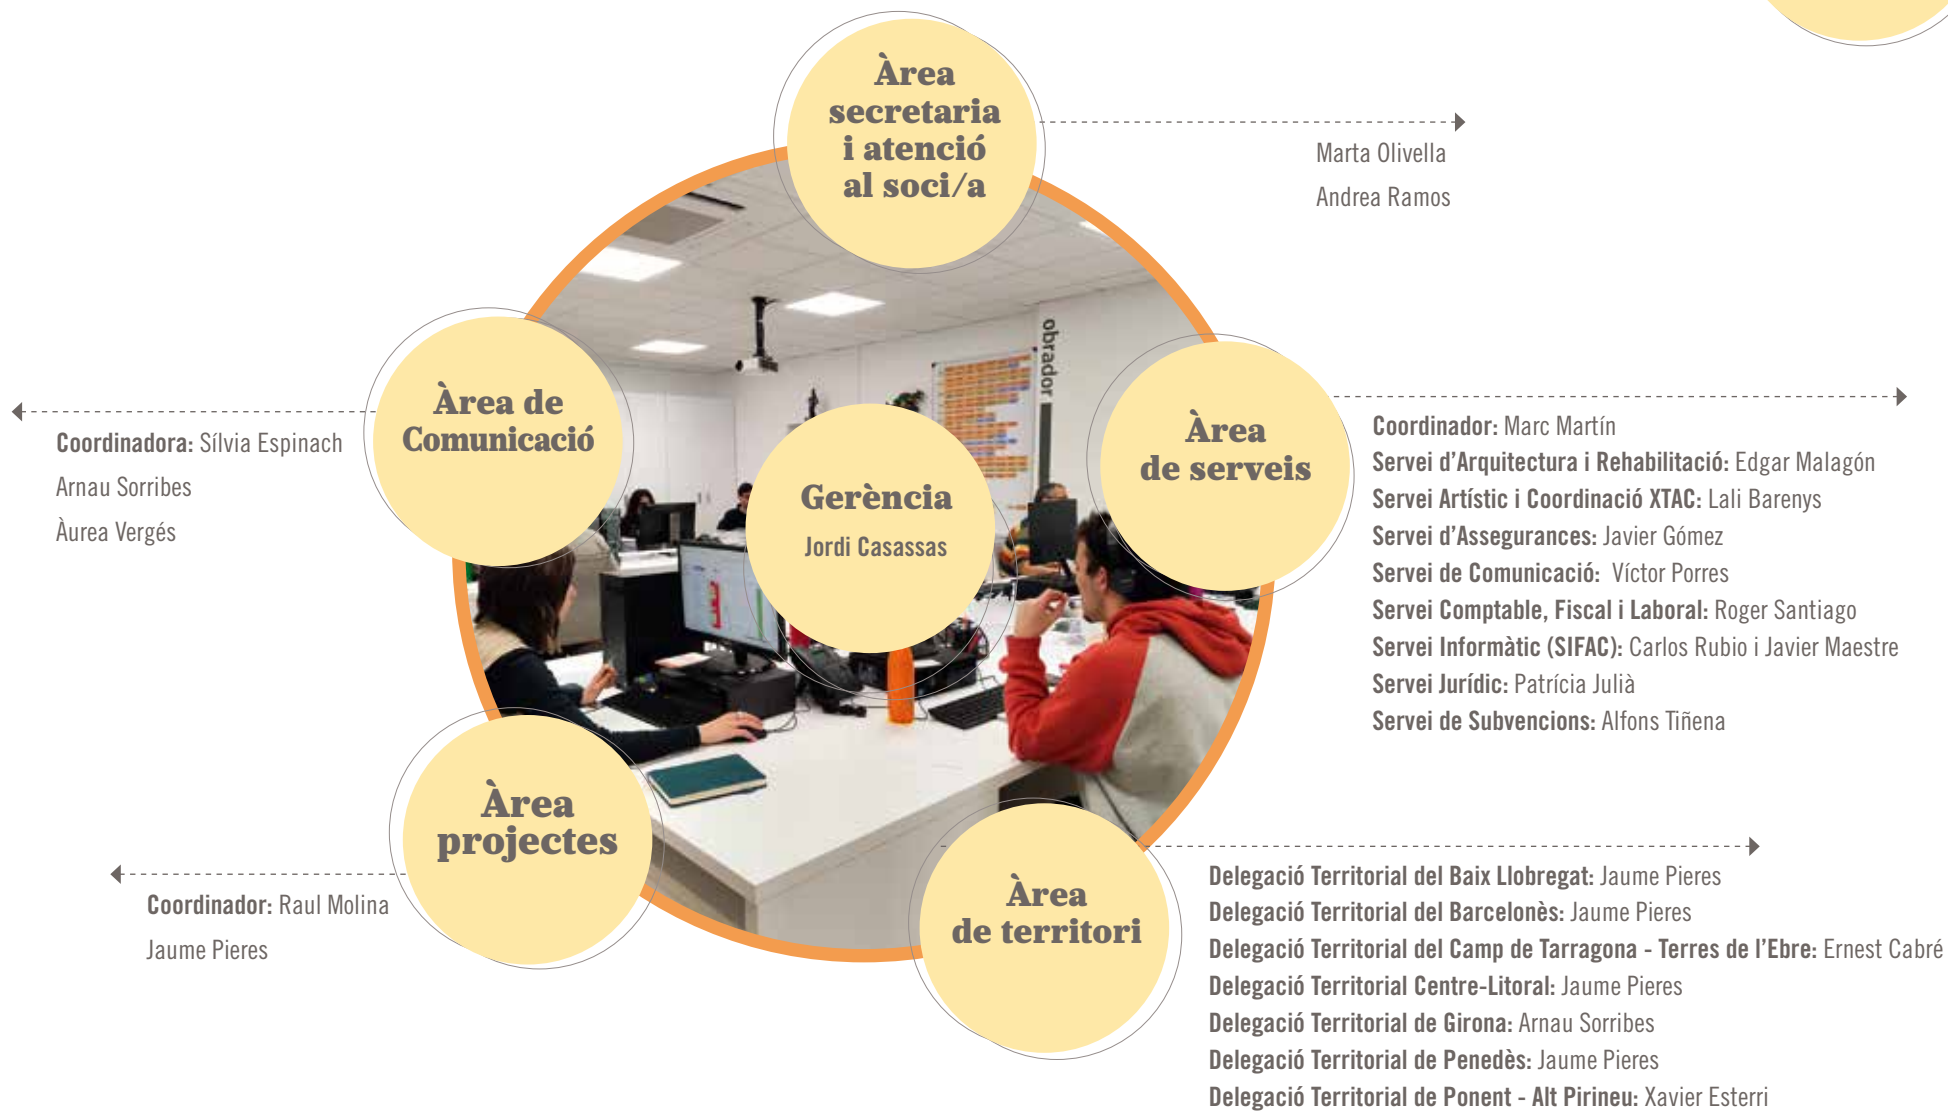 Àrea
secretaria
i atenció
al soci/a
Marta Olivella
Andrea Ramos
Àrea de
Comunicació
Coordinadora: Sílvia Espinach
Arnau Sorribes
Àurea Vergés
obrador
Gerència
Jordi Casassas
Àrea
de serveis
Coordinador: Marc Martín
Servei d’Arquitectura i Rehabilitació: Edgar Malagón
Servei Artístic i Coordinació XTAC: Lali Barenys
Servei d’Assegurances: Javier Gómez
Servei de Comunicació: Víctor Porres
Servei Comptable, Fiscal i Laboral: Roger Santiago
Servei Informàtic (SIFAC): Carlos Rubio i Javier Maestre
Servei Jurídic: Patrícia Julià
Servei de Subvencions: Alfons Tiñena
Àrea
projectes
Coordinador: Raul Molina
Jaume Pieres
Àrea
de territori
Delegació Territorial del Baix Llobregat: Jaume Pieres
Delegació Territorial del Barcelonès: Jaume Pieres
Delegació Territorial del Camp de Tarragona - Terres de l’Ebre: Ernest Cabré
Delegació Territorial Centre-Litoral: Jaume Pieres
Delegació Territorial de Girona: Arnau Sorribes
Delegació Territorial de Penedès: Jaume Pieres
Delegació Territorial de Ponent - Alt Pirineu: Xavier Esterri